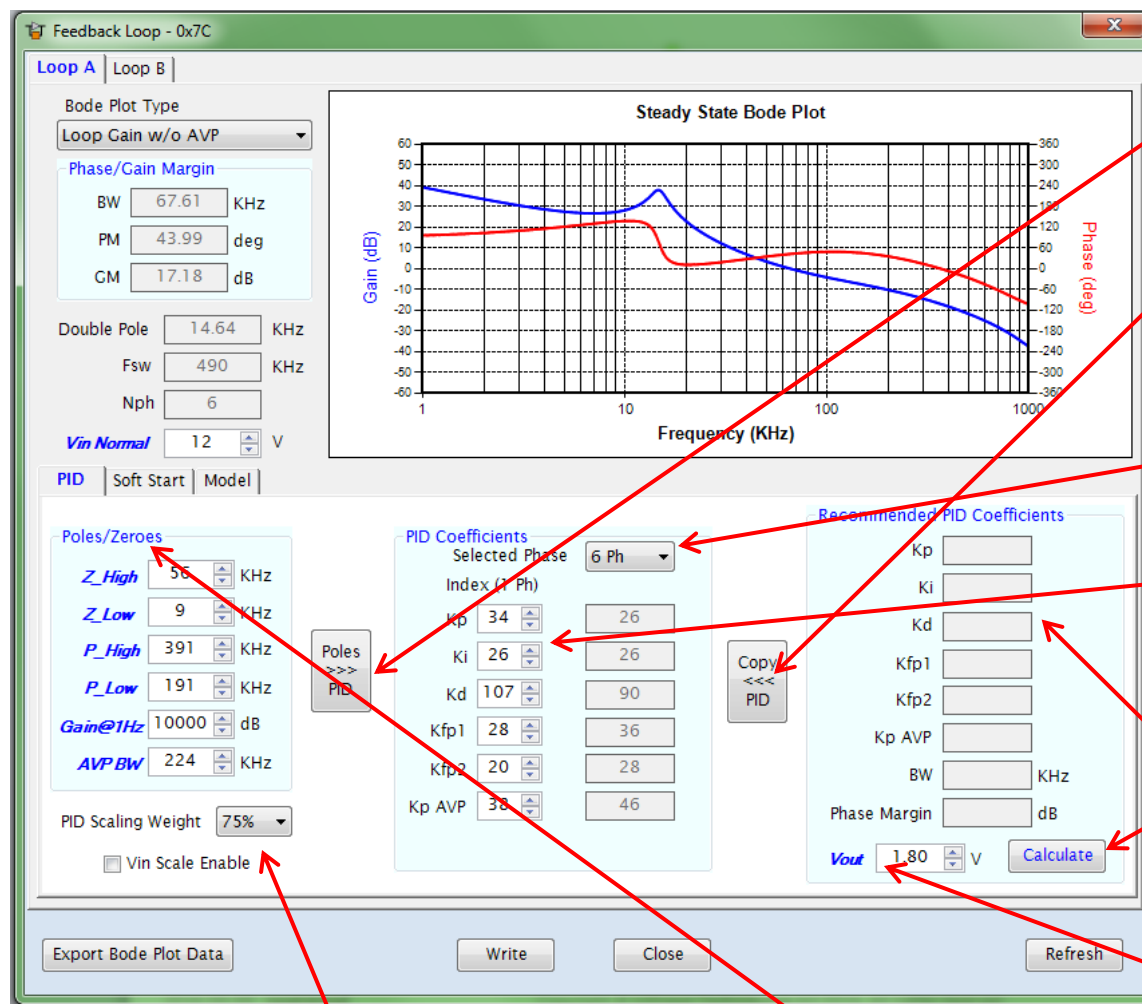 Feedback Loop - 0x7C
Loop A
Loop B
Bode Plot Type
Loop Gain w/o AVP
Phase/Gain Margin
BW 67.61 KHz
PM 43.99 deg
GM 17.18 dB
Double Pole 14.64 KHz
Fsw 490 KHz
Nph 6
Vin Normal 12 V
Steady State Bode Plot
Gain (dB)
60
50
40
30
20
10
0
-10
-20
-30
-40
-50
-60
360
300
240
180
120
60
0
-60
-120
-180
-240
-300
-360
Phase (deg)
1 10 100 1000
Frequency (KHz)
PID
Soft Start
Model
Poles/Zeroes
Z_High 56 KHz
Z_Low 9 KHz
P_High 391 KHz
P_Low 191 KHz
Gain@1Hz 10000 dB
AVP BW 224 KHz
PID Scaling Weight 75%
Vin Scale Enable
Poles
>>>
PID
PID Coefficients
Selected Phase 6 Ph
Index (1 Ph)
Kp 34 26
Ki 26 26
Kd 107 90
Kfp1 28 36
Kfp2 20 28
Kp AVP 38 46
Copy
<<<
PID
Recommended PID Coefficients
Kp
Ki
Kd
Kfp1
Kfp2
Kp AVP
BW KHz
Phase Margin dB
Vout 1.80 V
Calculate
Export Bode Plot Data
Write
Close
Refresh